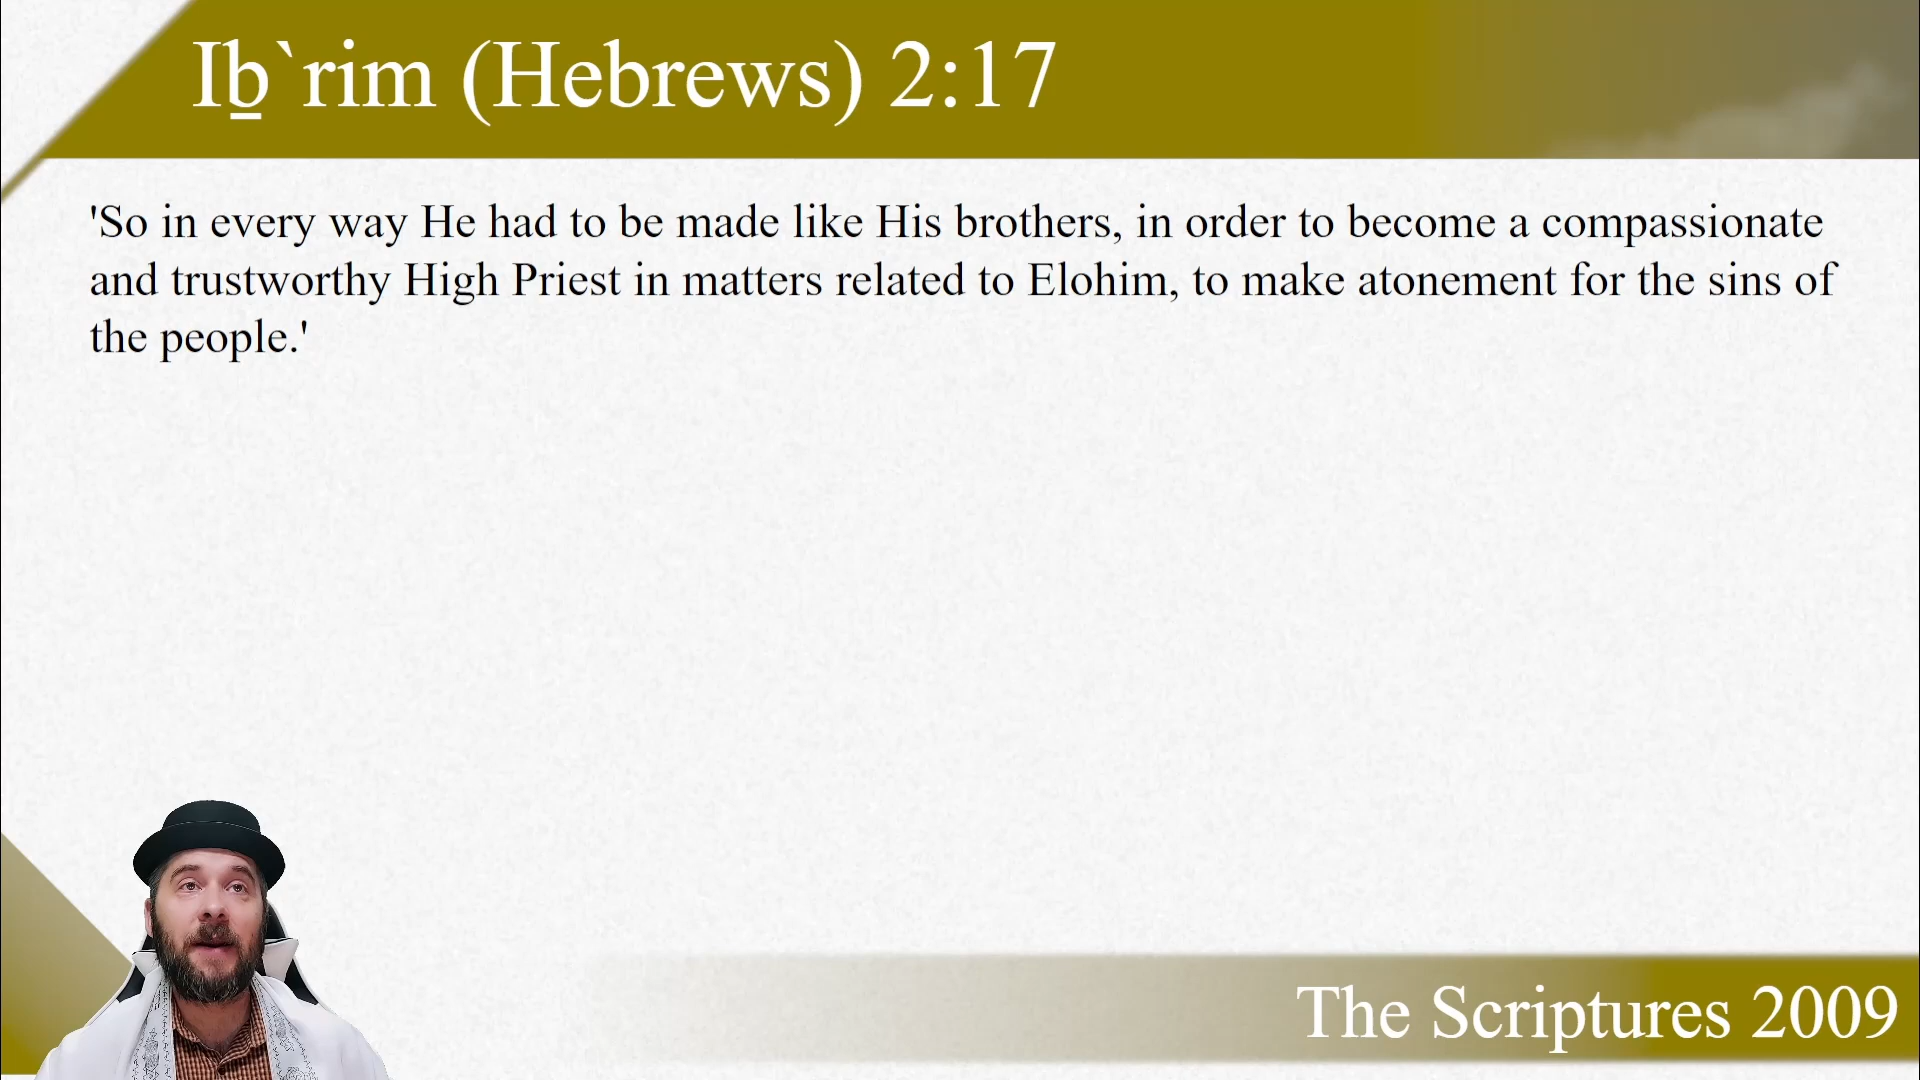 Iḇ`rim (Hebrews) 2:17
'So in every way He had to be made like His brothers, in order to become a compassionate
and trustworthy High Priest in matters related to Elohim, to make atonement for the sins of
the people.'
The Scriptures 2009